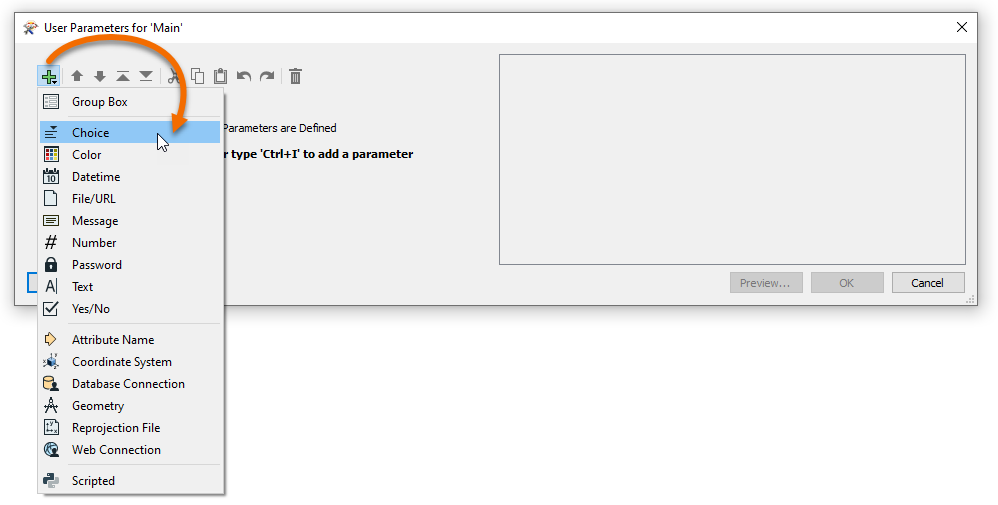 User Parameters for 'Main'
Group Box
Choice
Parameters are Defined
Color
type 'Ctrl+I' to add a parameter
Datetime
File/URL
Message
Number
Password
Text
Yes/No
Preview...
OK
Cancel
Attribute Name
Coordinate System
Database Connection
Geometry
Reprojection File
Web Connection
Scripted